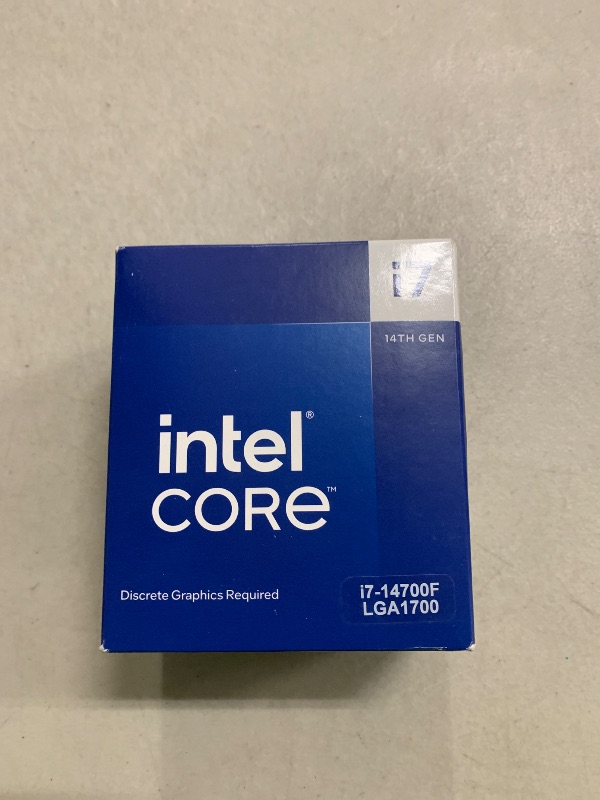 i7
14TH GEN
intel®
CORe™
Discrete Graphics Required
i7-14700F
LGA1700